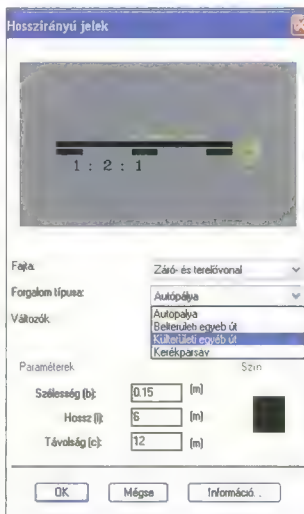 Hosszirányú jelek
1 : 2 : 1
Fajta: Záró- és terelővonal
Forgalom típusa: Autópálya
Változók
Autopalya
Belterületi egyéb út
Külterületi egyéb út
Kerékpársáv
Paraméterek Szín
Szélesség (b): 0.15 (m)
Hossz (l): 6 (m)
Távolság (c): 12 (m)
OK Mégse Információ...